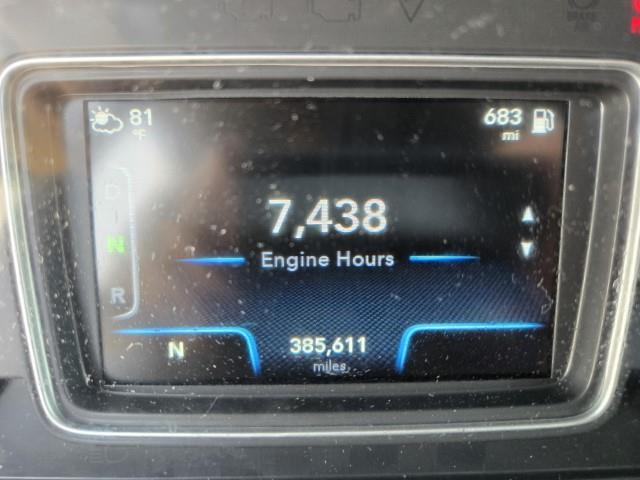 81
°F
683
mi
D
N
R
7,438
Engine Hours
N
385,611
miles